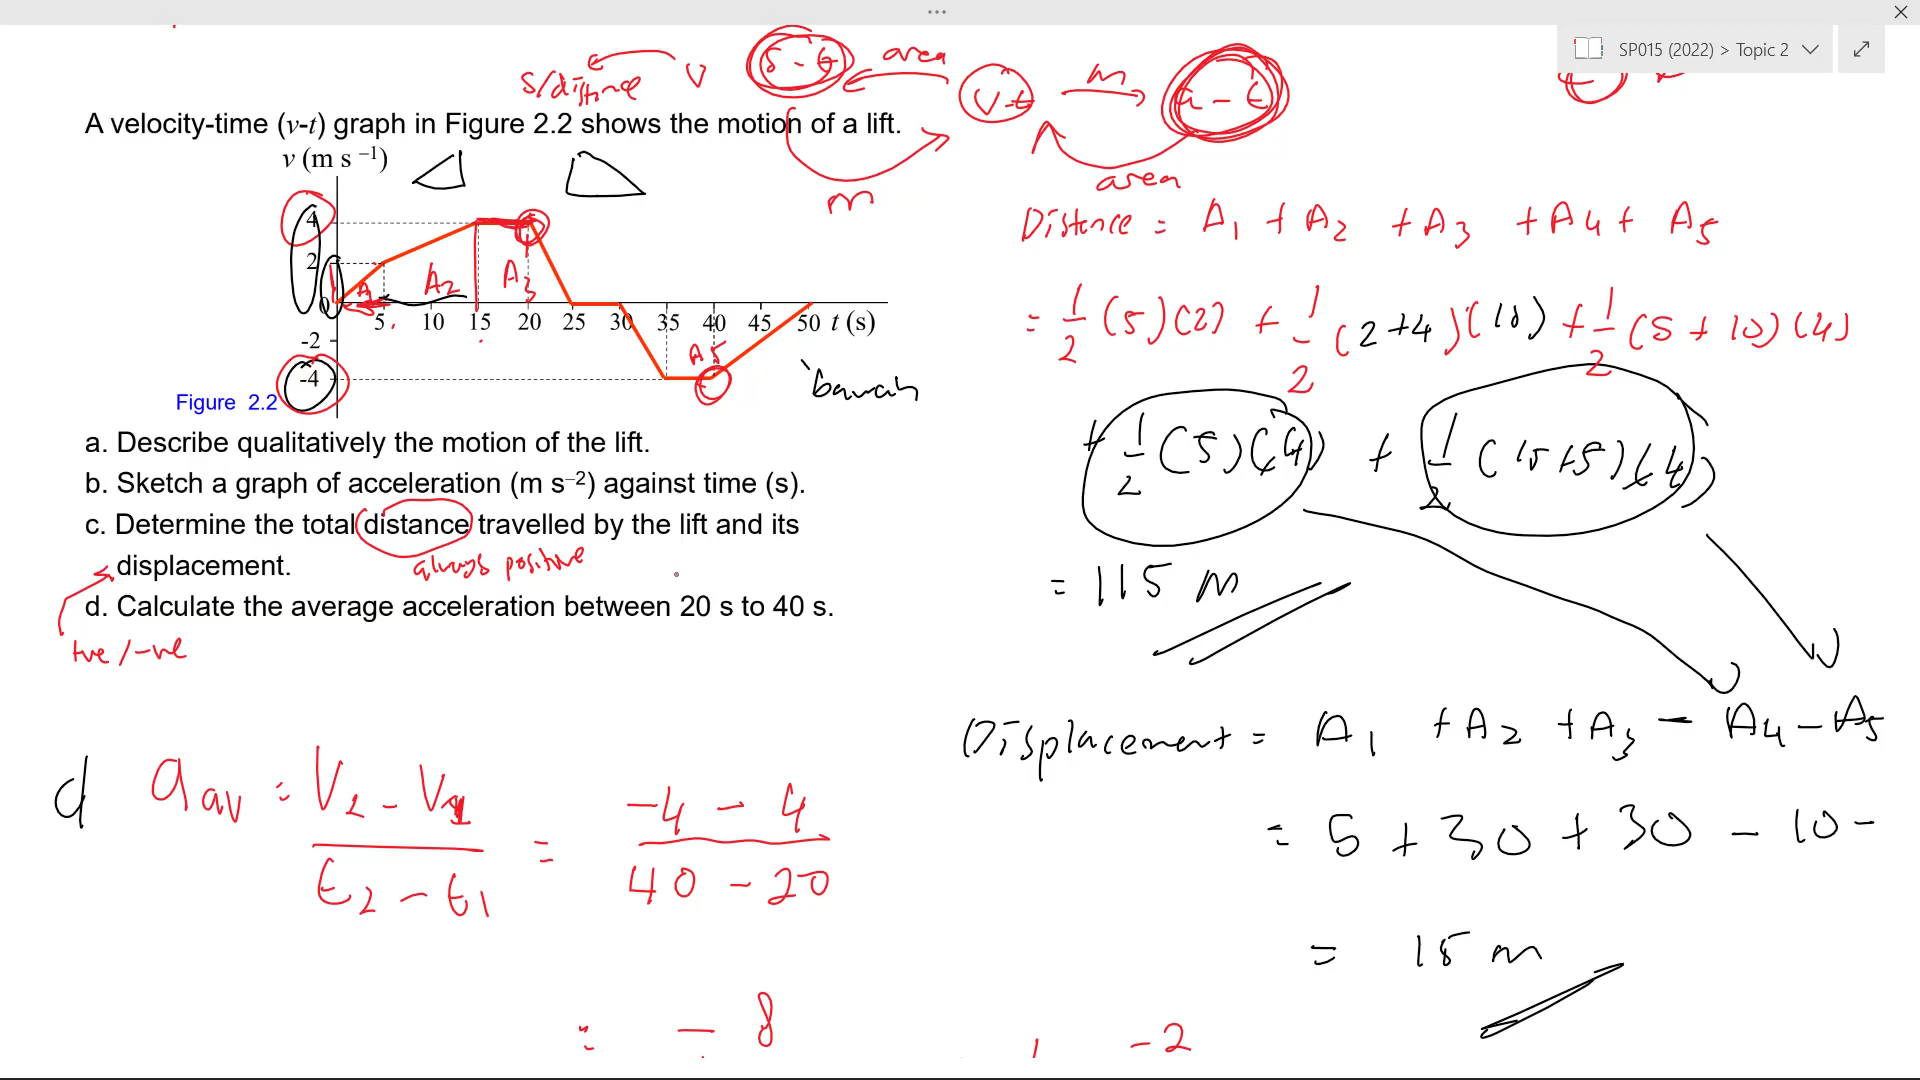 SP015 (2022) > Topic 2
S/distance v s-t area v-t m a-t
A velocity-time (v-t) graph in Figure 2.2 shows the motion of a lift.
m area
v (m s −1)
4
2
0
-2
-4
5 10 15 20 25 30 35 40 45 50 t (s)
A1 A2 A3 A5
bawah
Figure 2.2
a. Describe qualitatively the motion of the lift.
b. Sketch a graph of acceleration (m s−2) against time (s).
c. Determine the total distance travelled by the lift and its
displacement.
always positive
d. Calculate the average acceleration between 20 s to 40 s.
+ve/-ve
Distance = A1 + A2 + A3 + A4 + A5
= 1/2 (5)(2) + 1/2 (2+4)(10) + 1/2 (5 + 10)(4)
+ 1/2 (5)(4) + 1/2 (15+5)(4)
= 115 m
Displacement = A1 + A2 + A3 - A4 - A5
= 5 + 30 + 30 - 10 -
= 15 m
d aav = V2 - V1 / t2 - t1 = -4 - 4 / 40 - 20
= - 8
-2